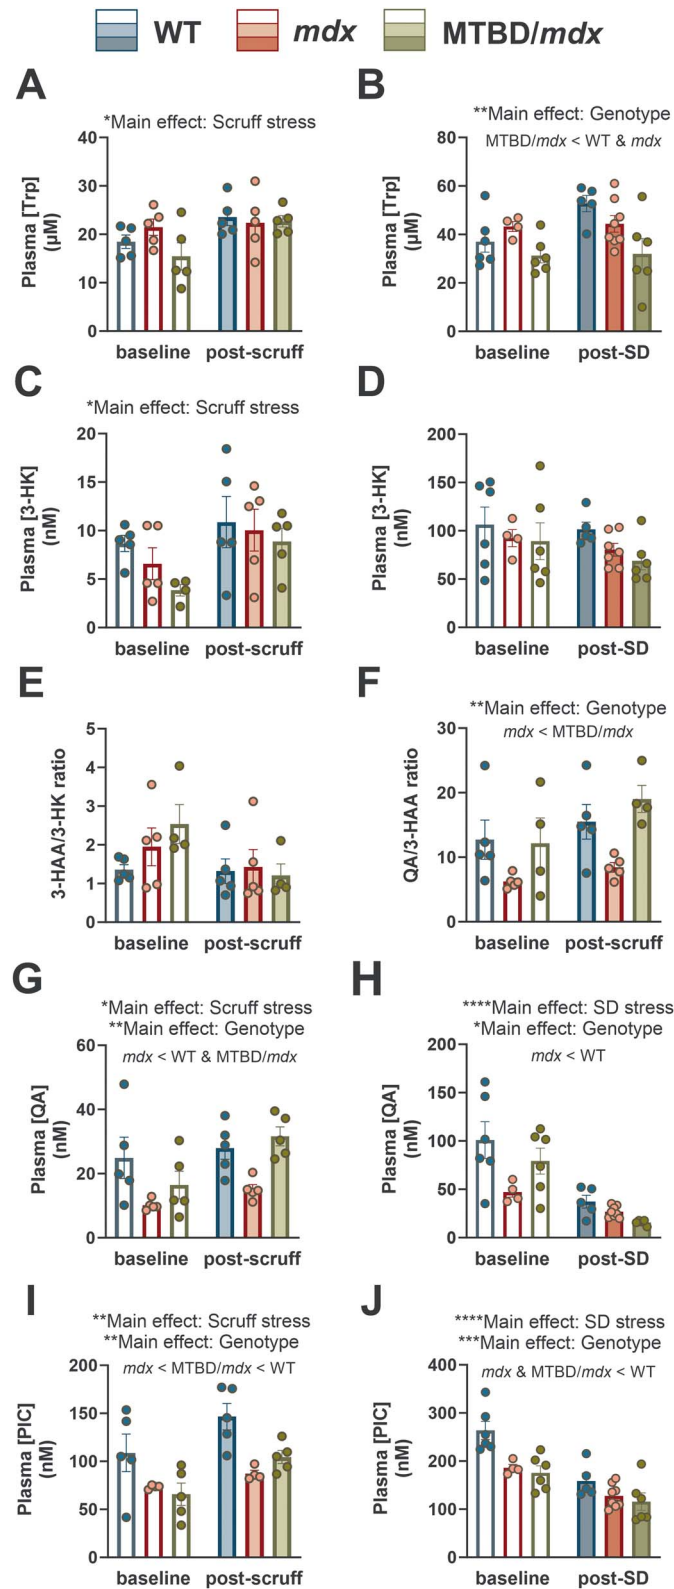 WT mdx MTBD/mdx
A
*Main effect: Scruff stress
Plasma [Trp]
(µM)
40
30
20
10
0
baseline post-scruff
B
**Main effect: Genotype
MTBD/mdx < WT & mdx
Plasma [Trp]
(µM)
80
60
40
20
0
baseline post-SD
C
*Main effect: Scruff stress
Plasma [3-HK]
(nM)
20
15
10
5
0
baseline post-scruff
D
Plasma [3-HK]
(nM)
200
150
100
50
0
baseline post-SD
E
3-HAA/3-HK ratio
5
4
3
2
1
0
baseline post-scruff
F
**Main effect: Genotype
mdx < MTBD/mdx
QA/3-HAA ratio
30
20
10
0
baseline post-scruff
G
*Main effect: Scruff stress
**Main effect: Genotype
mdx < WT & MTBD/mdx
Plasma [QA]
(nM)
60
40
20
0
baseline post-scruff
H
****Main effect: SD stress
*Main effect: Genotype
mdx < WT
Plasma [QA]
(nM)
200
150
100
50
0
baseline post-SD
I
**Main effect: Scruff stress
**Main effect: Genotype
mdx < MTBD/mdx < WT
Plasma [PIC]
(nM)
200
150
100
50
0
baseline post-scruff
J
****Main effect: SD stress
***Main effect: Genotype
mdx & MTBD/mdx < WT
Plasma [PIC]
(nM)
400
300
200
100
0
baseline post-SD